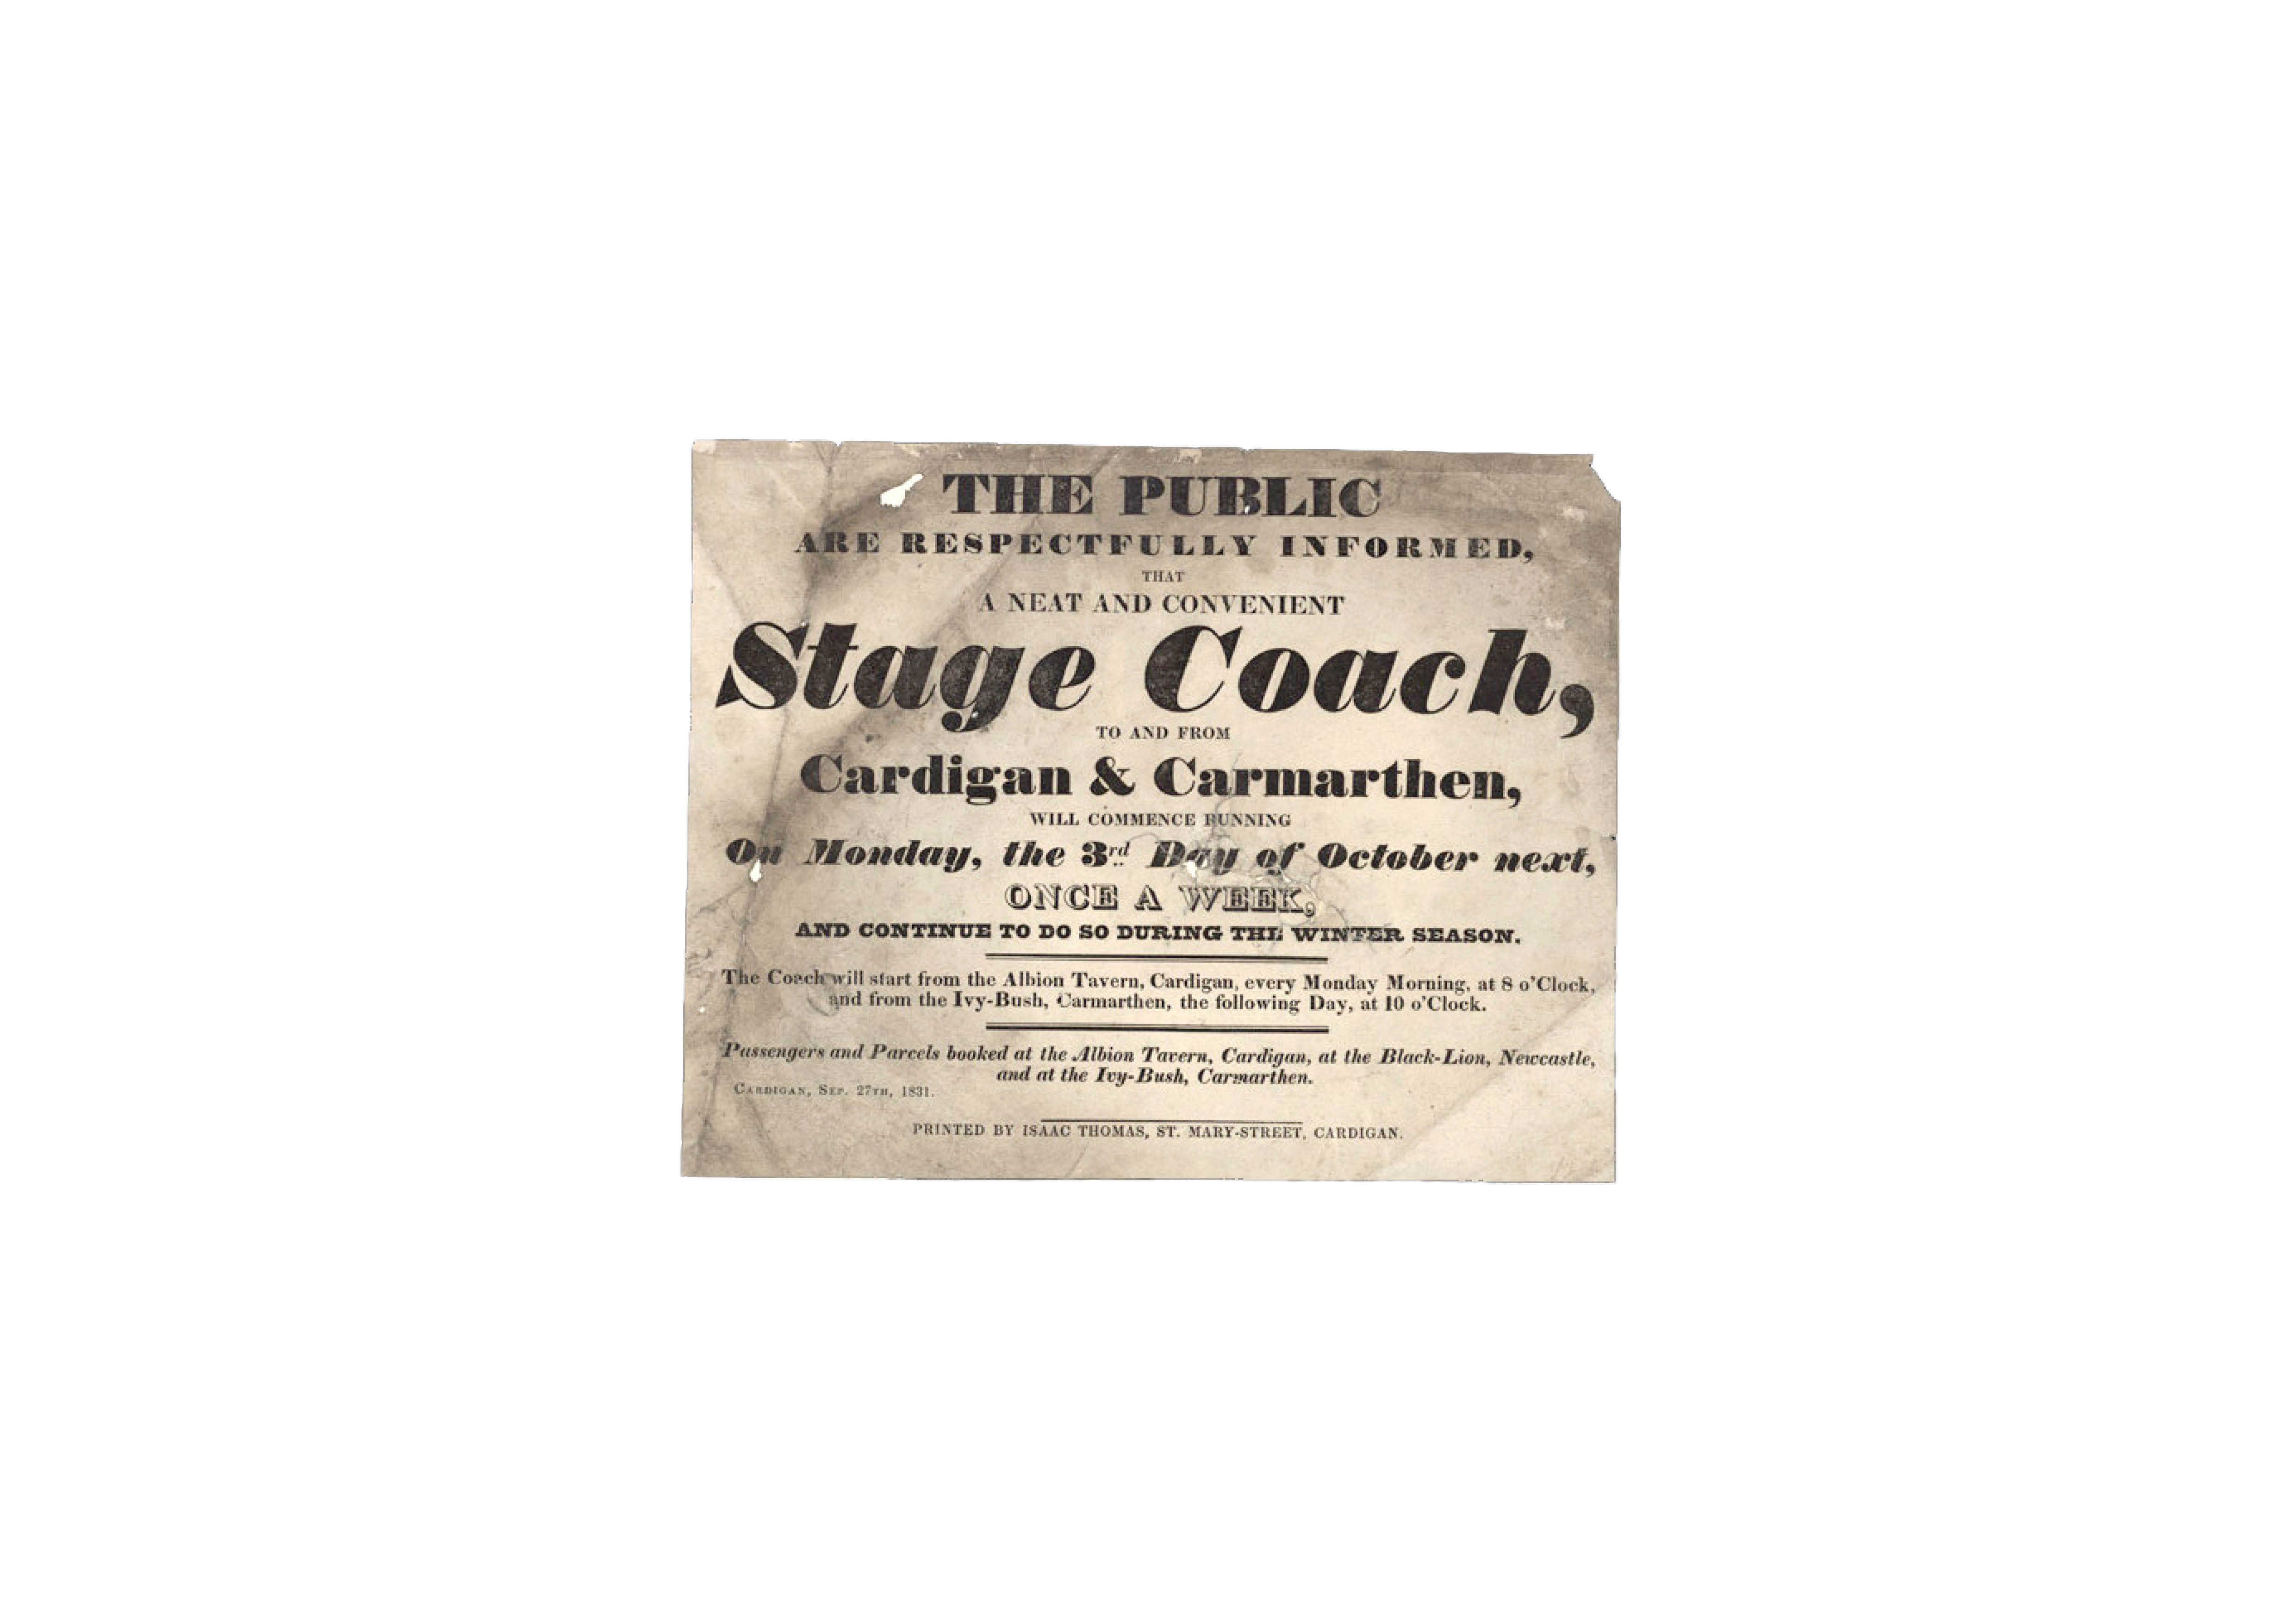 THE PUBLIC
ARE RESPECTFULLY INFORMED,
THAT
A NEAT AND CONVENIENT
Stage Coach,
TO AND FROM
Cardigan & Carmarthen,
WILL COMMENCE RUNNING
On Monday, the 3rd Day of October next,
ONCE A WEEK,
AND CONTINUE TO DO SO DURING THE WINTER SEASON.
The Coach will start from the Albion Tavern, Cardigan, every Monday Morning, at 8 o'Clock,
and from the Ivy-Bush, Carmarthen, the following Day, at 10 o'Clock.
Passengers and Parcels booked at the Albion Tavern, Cardigan, at the Black-Lion, Newcastle,
and at the Ivy-Bush, Carmarthen.
CARDIGAN, SEP. 27TH, 1831.
PRINTED BY ISAAC THOMAS, ST. MARY-STREET, CARDIGAN.